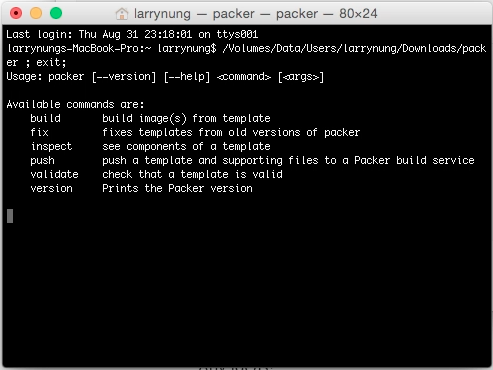 larrynung — packer — packer — 80×24
Last login: Thu Aug 31 23:18:01 on ttys001
larrynungs-MacBook-Pro:~ larrynung$ /Volumes/Data/Users/larrynung/Downloads/pack
er ; exit;
Usage: packer [--version] [--help] <command> [<args>]
Available commands are:
build build image(s) from template
fix fixes templates from old versions of packer
inspect see components of a template
push push a template and supporting files to a Packer build service
validate check that a template is valid
version Prints the Packer version